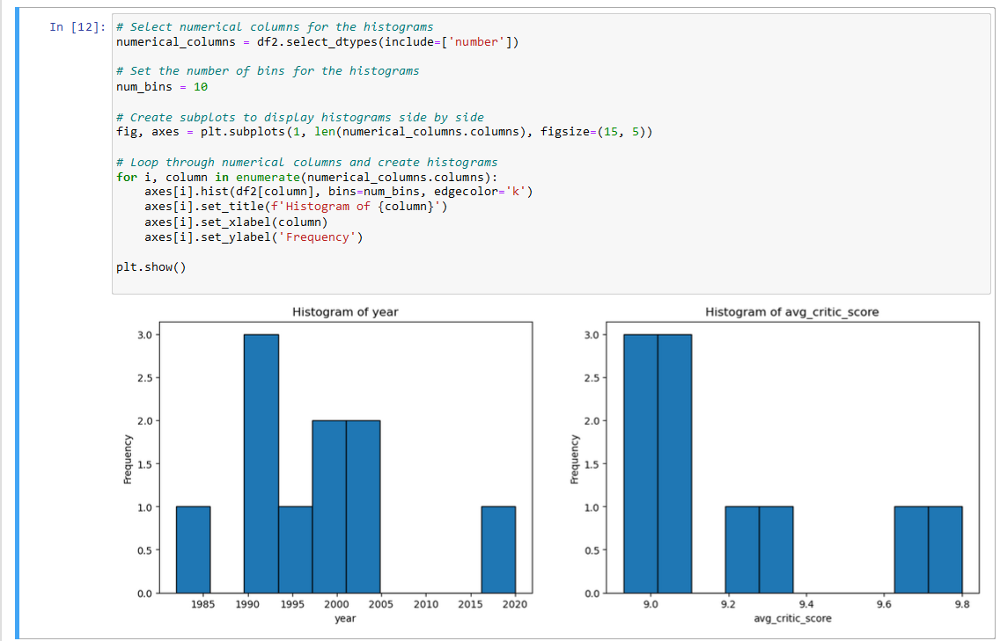 In [12]:
# Select numerical columns for the histograms
numerical_columns = df2.select_dtypes(include=['number'])
# Set the number of bins for the histograms
num_bins = 10
# Create subplots to display histograms side by side
fig, axes = plt.subplots(1, len(numerical_columns.columns), figsize=(15, 5))
# Loop through numerical columns and create histograms
for i, column in enumerate(numerical_columns.columns):
    axes[i].hist(df2[column], bins=num_bins, edgecolor='k')
    axes[i].set_title(f'Histogram of {column}')
    axes[i].set_xlabel(column)
    axes[i].set_ylabel('Frequency')
plt.show()
Histogram of year
3.0
2.5
2.0
1.5
1.0
0.5
0.0
Frequency
1985 1990 1995 2000 2005 2010 2015 2020
year
Histogram of avg_critic_score
3.0
2.5
2.0
1.5
1.0
0.5
0.0
Frequency
9.0 9.2 9.4 9.6 9.8
avg_critic_score